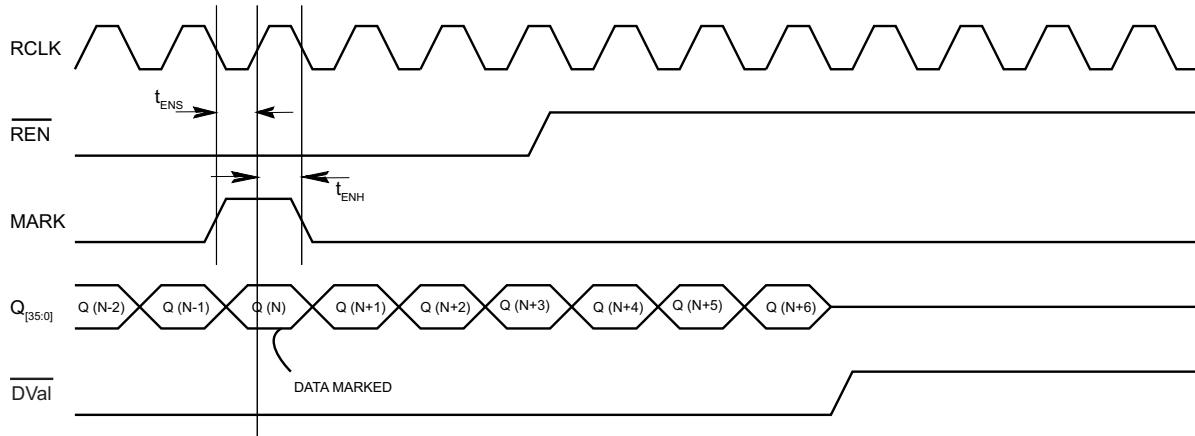 RCLK
tENS
REN
tENH
MARK
Q[35:0]
Q (N-2) Q (N-1) Q (N) Q (N+1) Q (N+2) Q (N+3) Q (N+4) Q (N+5) Q (N+6)
DATA MARKED
DVal